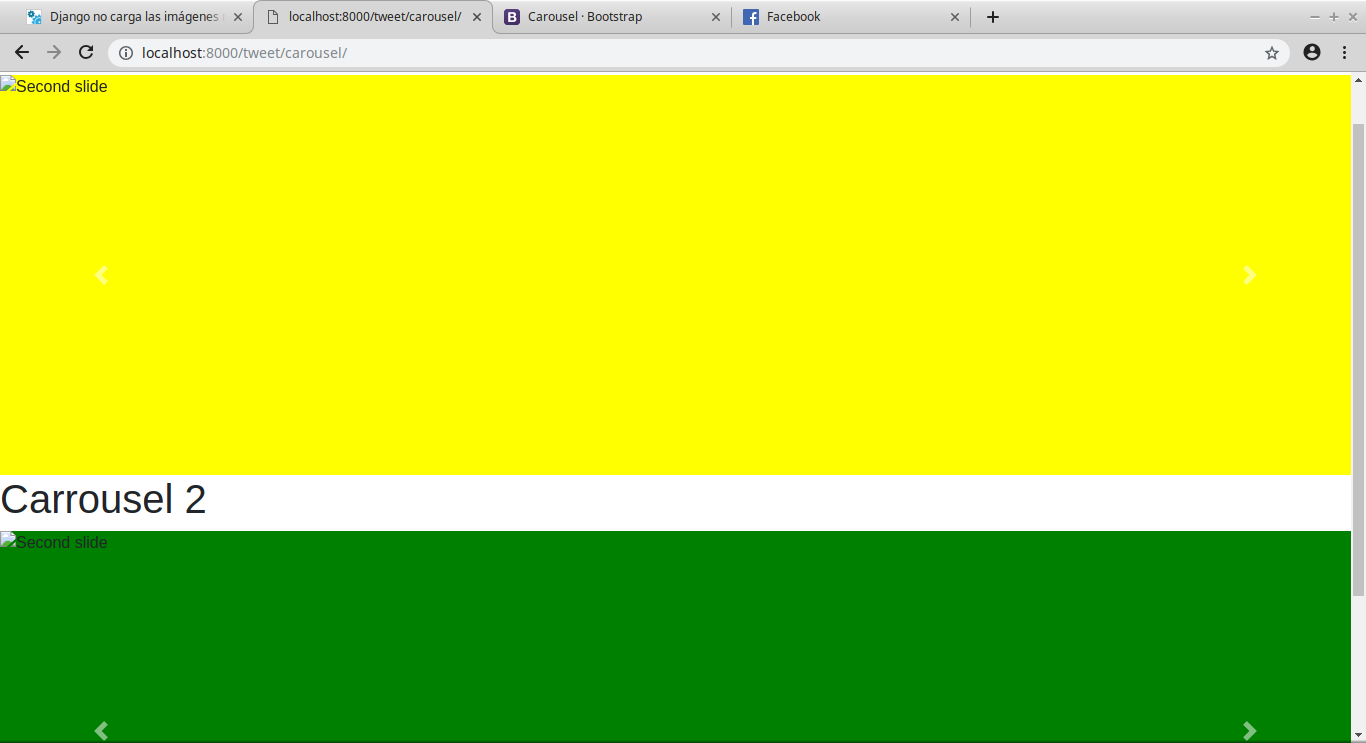 Django no carga las imágenes
localhost:8000/tweet/carousel/
Carousel · Bootstrap
Facebook
localhost:8000/tweet/carousel/
Second slide
Carrousel 2
Second slide